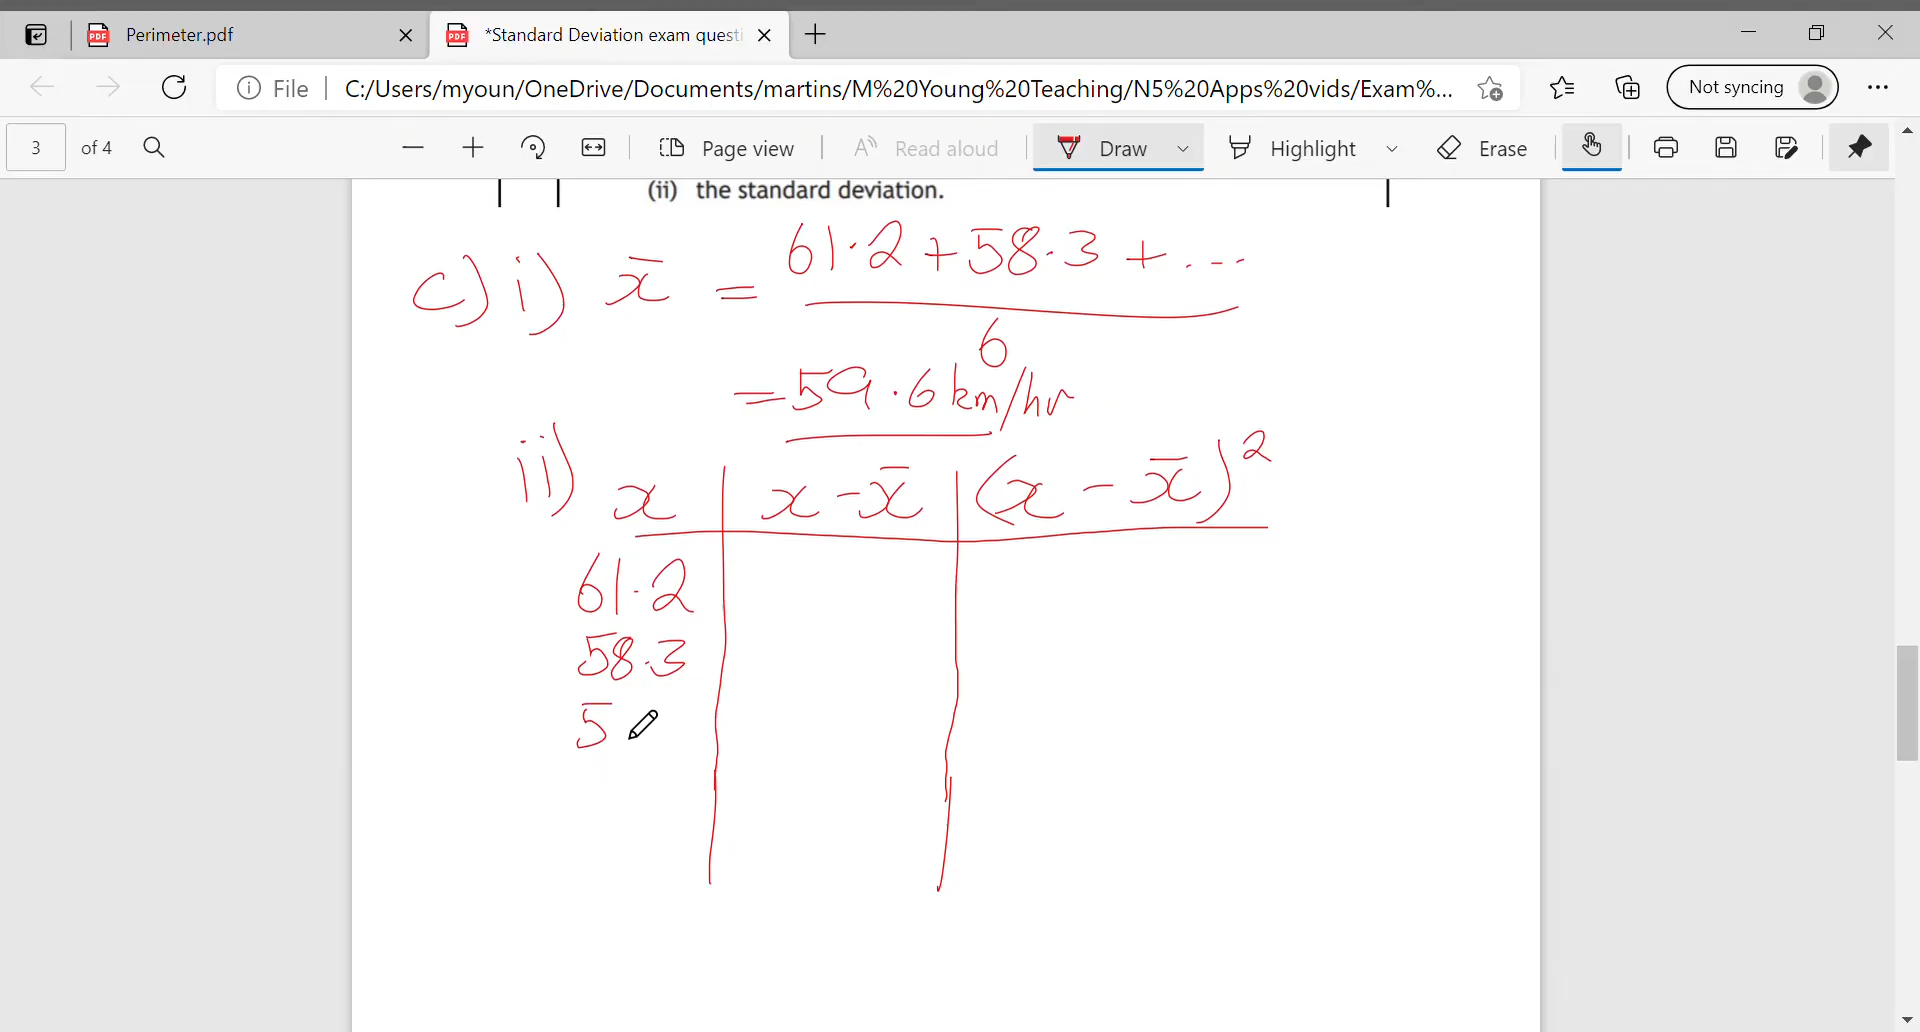 Perimeter.pdf
*Standard Deviation exam questi
File
C:/Users/myoun/OneDrive/Documents/martins/M%20Young%20Teaching/N5%20Apps%20vids/Exam%...
Not syncing
3 of 4
Page view
Read aloud
Draw
Highlight
Erase
(ii) the standard deviation.
c) i) x̄ = 61·2 + 58·3 + ....
6
= 59·6 km/hr
ii) x x - x̄ (x - x̄)²
61·2
58·3
5